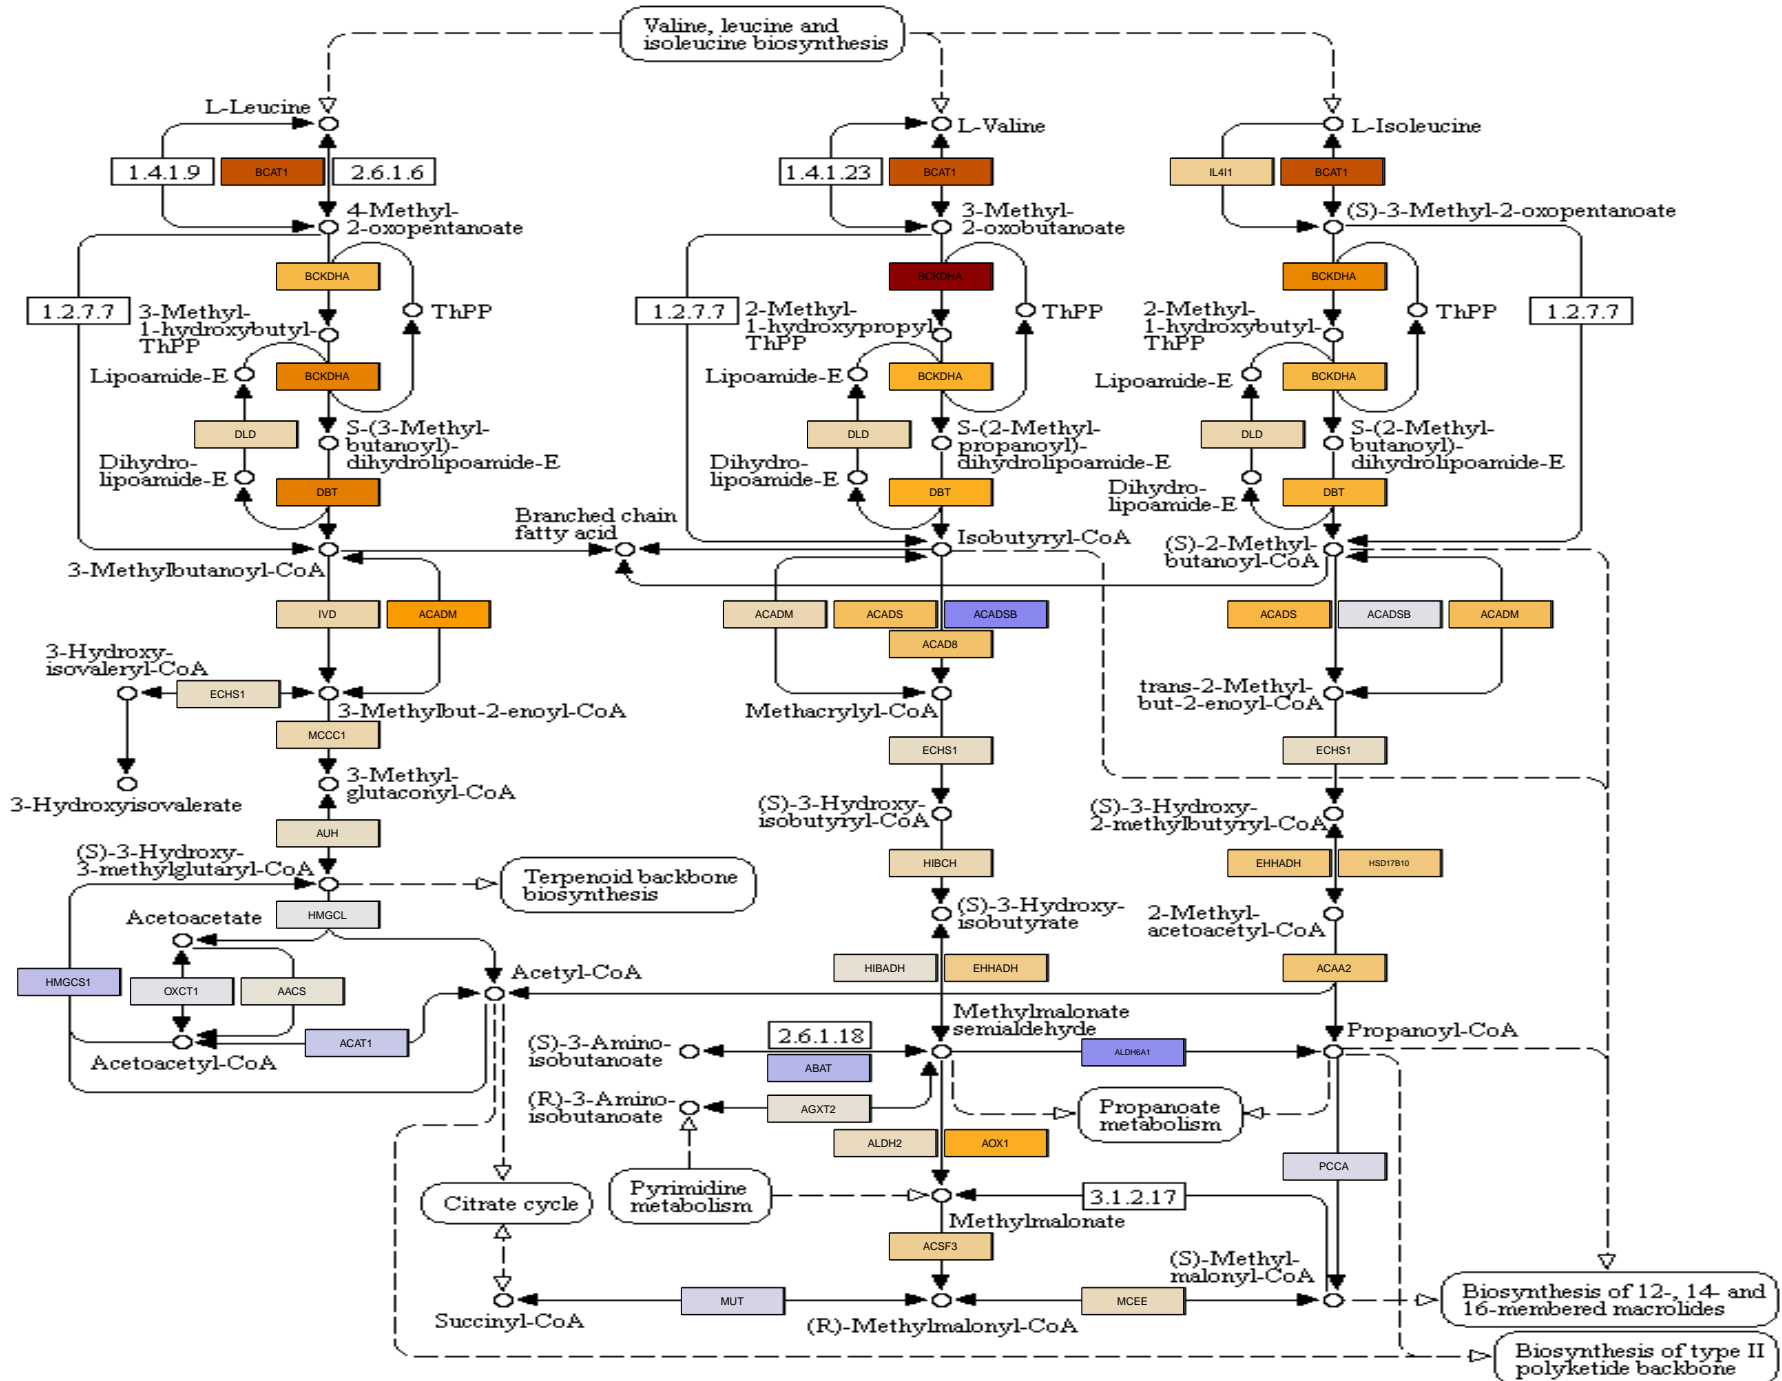 Valine, leucine and
isoleucine biosynthesis
L-Leucine
L-Valine
L-Isoleucine
1.4.1.9
BCAT1
2.6.1.6
1.4.1.23
BCAT1
IL4I1
BCAT1
4-Methyl-
2-oxopentanoate
3-Methyl-
2-oxobutanoate
(S)-3-Methyl-2-oxopentanoate
BCKDHA
BCKDHA
BCKDHA
1.2.7.7
3-Methyl-
1-hydroxybutyl-
ThPP
ThPP
1.2.7.7
2-Methyl-
1-hydroxypropyl
ThPP
ThPP
2-Methyl-
1-hydroxybutyl-
ThPP
ThPP
1.2.7.7
Lipoamide-E
BCKDHA
Lipoamide-E
BCKDHA
Lipoamide-E
BCKDHA
DLD
S-(3-Methyl-
butanoyl)-
dihydrolipoamide-E
DLD
S-(2-Methyl-
propanoyl)-
dihydrolipoamide-E
DLD
S-(2-Methyl-
butanoyl)-
dihydrolipoamide-E
Dihydro-
lipoamide-E
DBT
Dihydro-
lipoamide-E
DBT
Dihydro-
lipoamide-E
DBT
Branched chain
fatty acid
3-Methylbutanoyl-CoA
Isobutyryl-CoA
(S)-2-Methyl-
butanoyl-CoA
IVD
ACADM
ACADM
ACADS
ACADSB
ACADS
ACADSB
ACADM
ACAD8
3-Hydroxy-
isovaleryl-CoA
ECHS1
3-Methylbut-2-enoyl-CoA
Methacrylyl-CoA
trans-2-Methyl-
but-2-enoyl-CoA
MCCC1
ECHS1
ECHS1
3-Methyl-
glutaconyl-CoA
3-Hydroxyisovalerate
(S)-3-Hydroxy-
isobutyryl-CoA
(S)-3-Hydroxy-
2-methylbutyryl-CoA
AUH
(S)-3-Hydroxy-
3-methylglutaryl-CoA
HIBCH
EHHADH
HSD17B10
Terpenoid backbone
biosynthesis
HMGCL
Acetoacetate
(S)-3-Hydroxy-
isobutyrate
2-Methyl-
acetoacetyl-CoA
HMGCS1
OXCT1
AACS
Acetyl-CoA
HIBADH
EHHADH
ACAA2
ACAT1
Acetoacetyl-CoA
Methylmalonate
semialdehyde
Propanoyl-CoA
(S)-3-Amino-
isobutanoate
2.6.1.18
ABAT
ALDH6A1
(R)-3-Amino-
isobutanoate
AGXT2
Propanoate
metabolism
ALDH2
AOX1
PCCA
Citrate cycle
Pyrimidine
metabolism
3.1.2.17
Methylmalonate
ACSF3
(S)-Methyl-
malonyl-CoA
MUT
MCEE
Succinyl-CoA
(R)-Methylmalonyl-CoA
Biosynthesis of 12-, 14- and
16-membered macrolides
Biosynthesis of type II
polyketide backbone